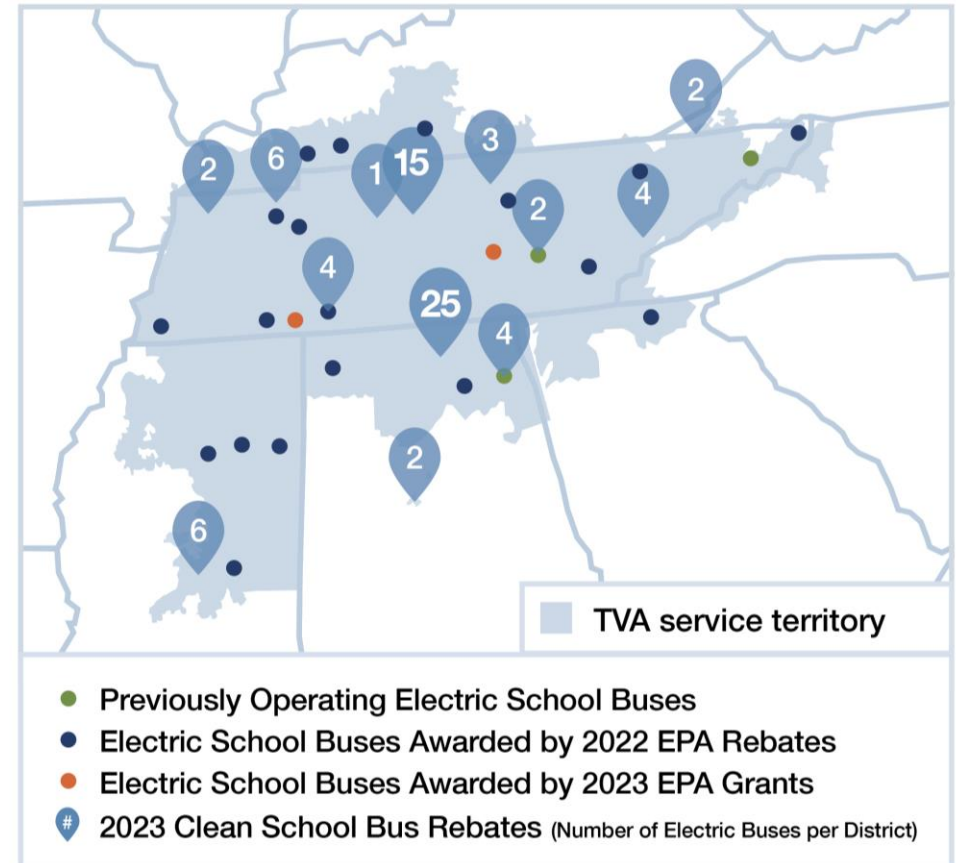 2
3
6
2
1
15
4
2
4
25
4
2
6
TVA service territory
Previously Operating Electric School Buses
Electric School Buses Awarded by 2022 EPA Rebates
Electric School Buses Awarded by 2023 EPA Grants
# 2023 Clean School Bus Rebates (Number of Electric Buses per District)